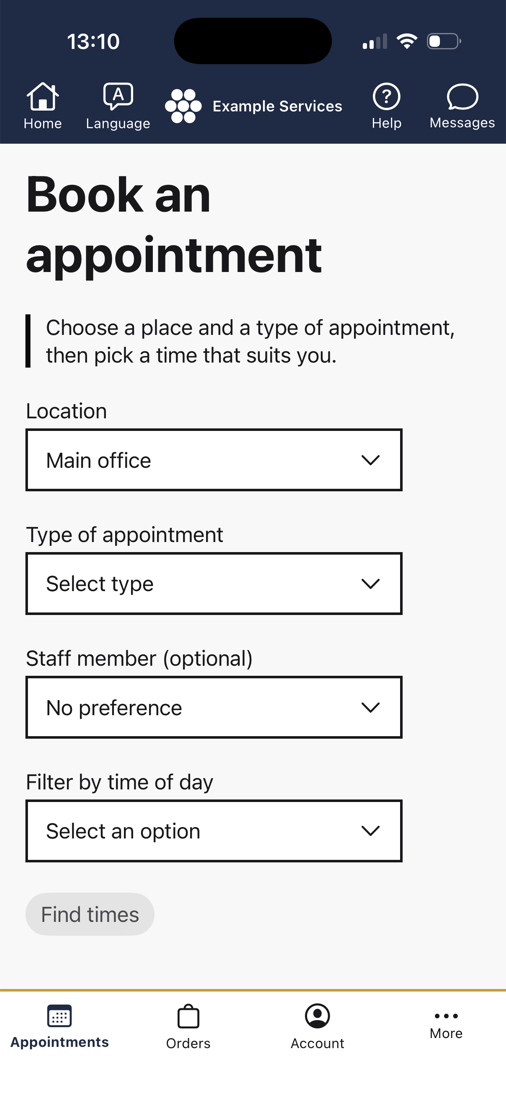 13:10
Home
Language
Example Services
Help
Messages
Book an
appointment
Choose a place and a type of appointment,
then pick a time that suits you.
Location
Main office
Type of appointment
Select type
Staff member (optional)
No preference
Filter by time of day
Select an option
Find times
Appointments
Orders
Account
More